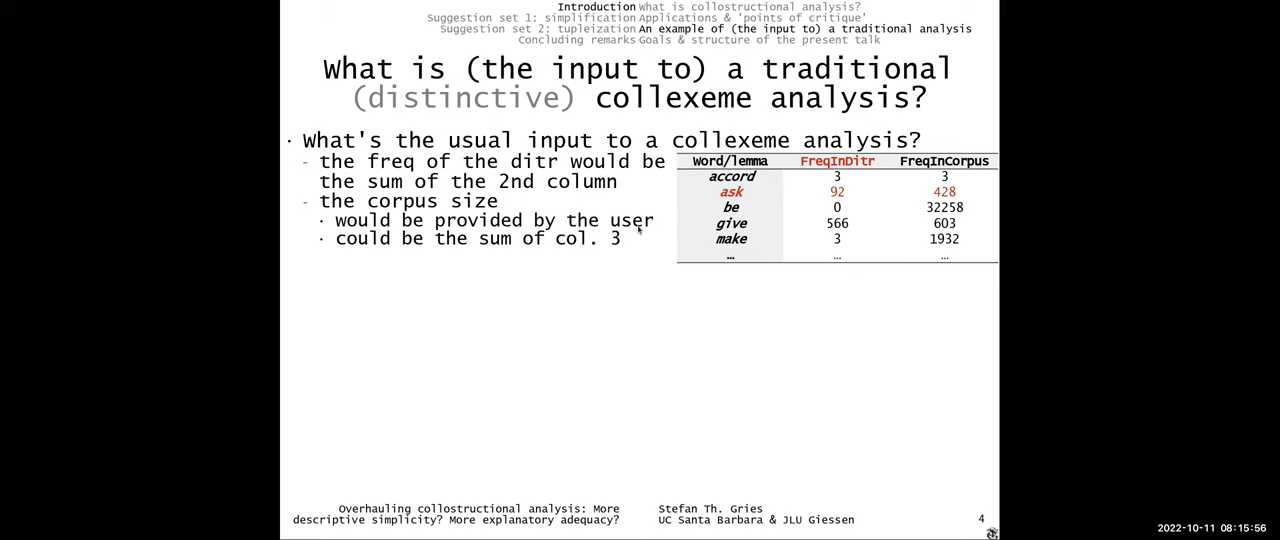 Introduction What is collostructional analysis?
Suggestion set 1: simplification Applications & 'points of critique'
Suggestion set 2: tupleization An example of (the input to) a traditional analysis
Concluding remarks Goals & structure of the present talk
What is (the input to) a traditional
(distinctive) collexeme analysis?
· What's the usual input to a collexeme analysis?
- the freq of the ditr would be
the sum of the 2nd column
- the corpus size
· would be provided by the user
· could be the sum of col. 3
Word/lemma FreqInDitr FreqInCorpus
accord 3 3
ask 92 428
be 0 32258
give 566 603
make 3 1932
… … …
Overhauling collostructional analysis: More
descriptive simplicity? More explanatory adequacy?
Stefan Th. Gries
UC Santa Barbara & JLU Giessen
4
2022-10-11 08:15:56